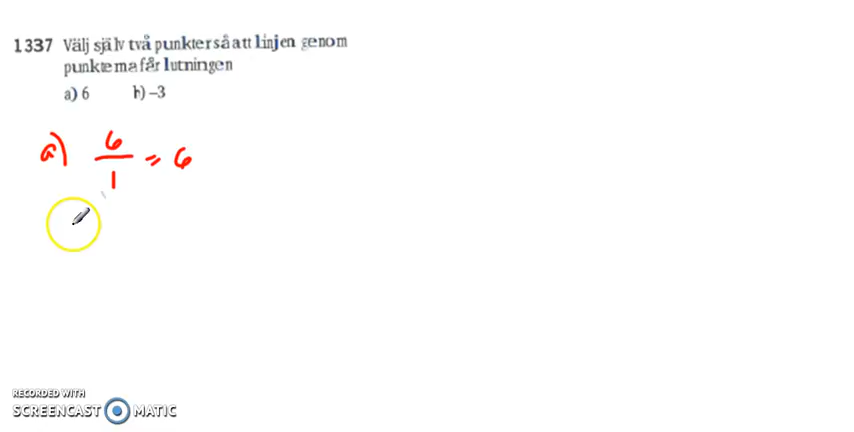 1337 Välj själv två punkter så att linjen genom
punkterna får lutningen
a) 6 b) –3
a) 6/1 = 6
RECORDED WITH
SCREENCAST MATIC